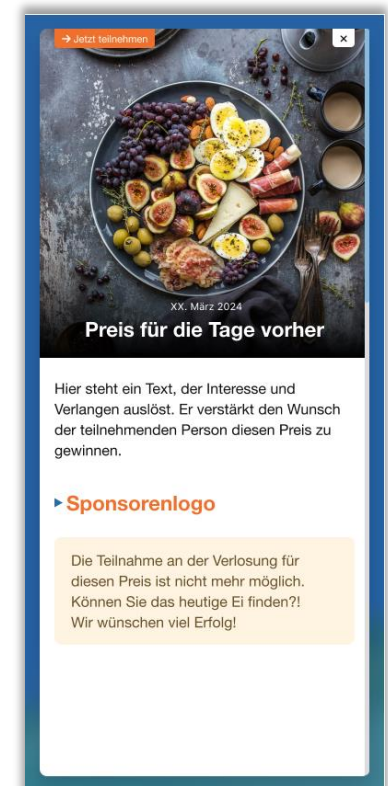 → Jetzt teilnehmen
×
XX. März 2024
Preis für die Tage vorher
Hier steht ein Text, der Interesse und
Verlangen auslöst. Er verstärkt den Wunsch
der teilnehmenden Person diesen Preis zu
gewinnen.
Sponsorenlogo
Die Teilnahme an der Verlosung für
diesen Preis ist nicht mehr möglich.
Können Sie das heutige Ei finden?!
Wir wünschen viel Erfolg!